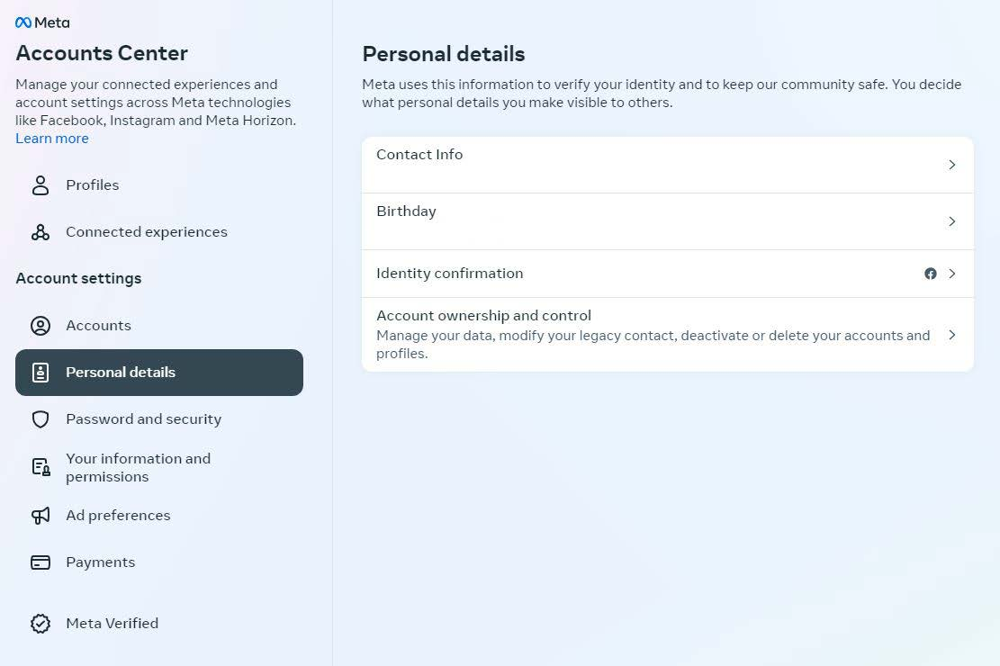 Meta
Accounts Center
Manage your connected experiences and
account settings across Meta technologies
like Facebook, Instagram and Meta Horizon.
Learn more
Profiles
Connected experiences
Account settings
Accounts
Personal details
Password and security
Your information and
permissions
Ad preferences
Payments
Meta Verified
Personal details
Meta uses this information to verify your identity and to keep our community safe. You decide
what personal details you make visible to others.
Contact Info
Birthday
Identity confirmation
Account ownership and control
Manage your data, modify your legacy contact, deactivate or delete your accounts and
profiles.